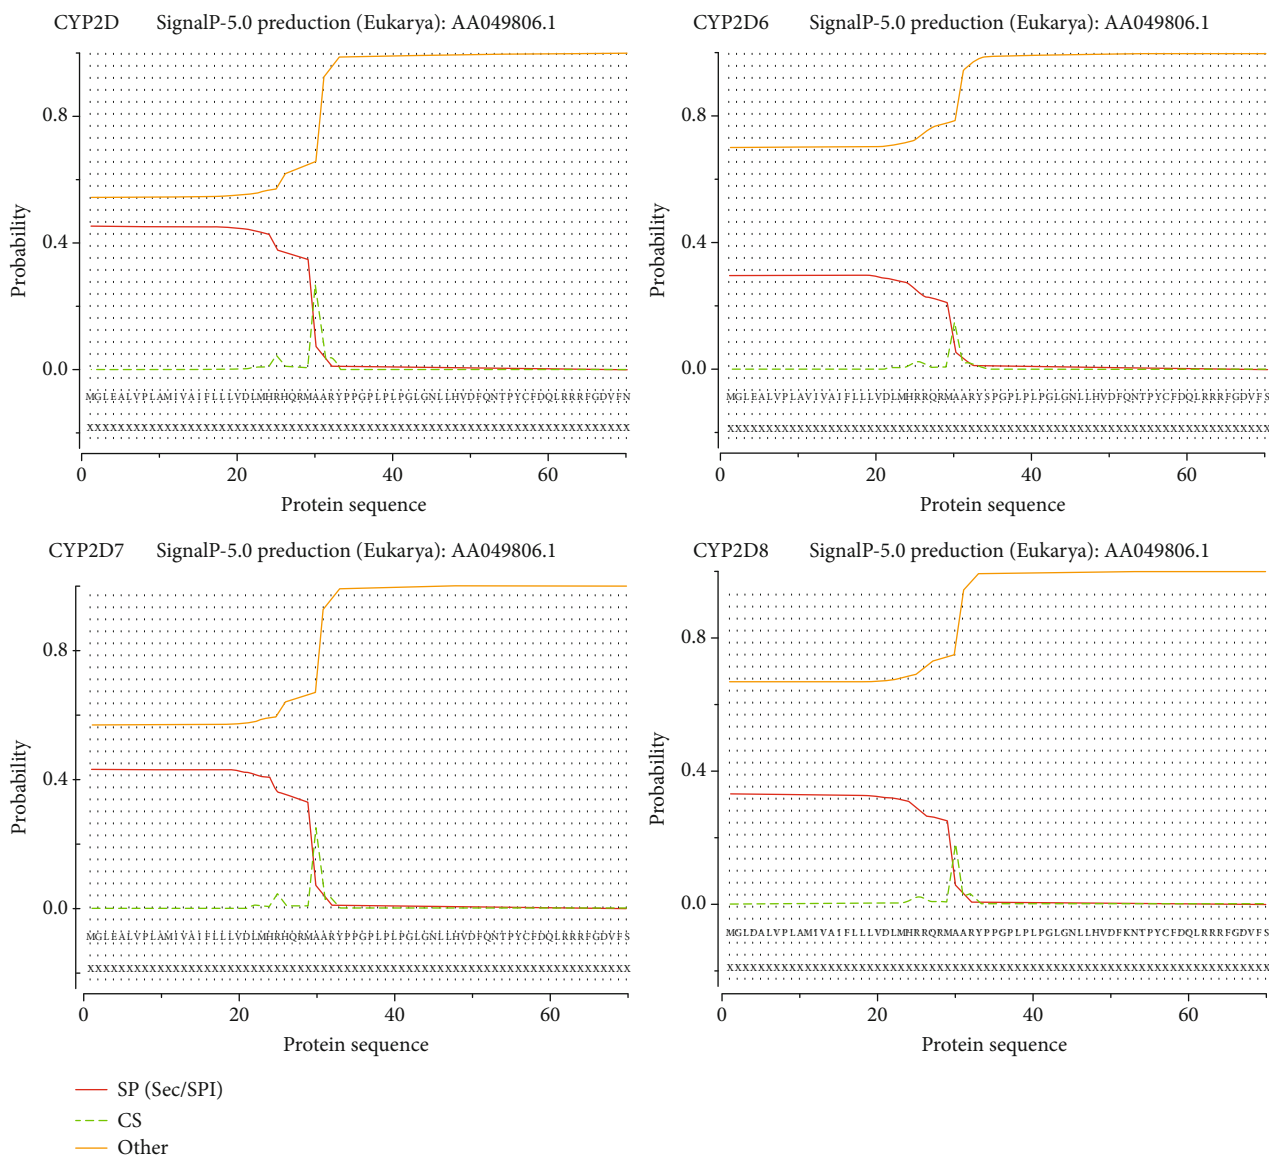 CYP2D SignalP-5.0 preduction (Eukarya): AA049806.1
Probability
0.8
0.4
0.0
MGLEALVPLAMIVAIFLLLVDLMHRHQRMAARYPPGPLPLPGLGNLLHVDFQNTPYCFDQLRRRFGDVFN
XXXXXXXXXXXXXXXXXXXXXXXXXXXXXXXXXXXXXXXXXXXXXXXXXXXXXXXXXXXXXXXXXXXXXX
0 20 40 60
Protein sequence
CYP2D6 SignalP-5.0 preduction (Eukarya): AA049806.1
Probability
0.8
0.4
0.0
MGLEALVPLAVIVAIFLLLVDLMHRRQRMAARYSPGPLPLPGLGNLLHVDFQNTPYCFDQLRRRFGDVFS
XXXXXXXXXXXXXXXXXXXXXXXXXXXXXXXXXXXXXXXXXXXXXXXXXXXXXXXXXXXXXXXXXXXXXX
0 20 40 60
Protein sequence
CYP2D7 SignalP-5.0 preduction (Eukarya): AA049806.1
Probability
0.8
0.4
0.0
MGLEALVPLAMIVAIFLLLVDLMHRHQRMAARYPPGPLPLPGLGNLLHVDFQNTPYCFDQLRRRFGDVFS
XXXXXXXXXXXXXXXXXXXXXXXXXXXXXXXXXXXXXXXXXXXXXXXXXXXXXXXXXXXXXXXXXXXXXX
0 20 40 60
Protein sequence
CYP2D8 SignalP-5.0 preduction (Eukarya): AA049806.1
Probability
0.8
0.4
0.0
MGLDALVPLAMIVAIFLLLVDLMHRRQRMAARYPPGPLPLPGLGNLLHVDFKNTPYCFDQLRRRFGDVFS
XXXXXXXXXXXXXXXXXXXXXXXXXXXXXXXXXXXXXXXXXXXXXXXXXXXXXXXXXXXXXXXXXXXXXX
0 20 40 60
Protein sequence
SP (Sec/SPI)
CS
Other